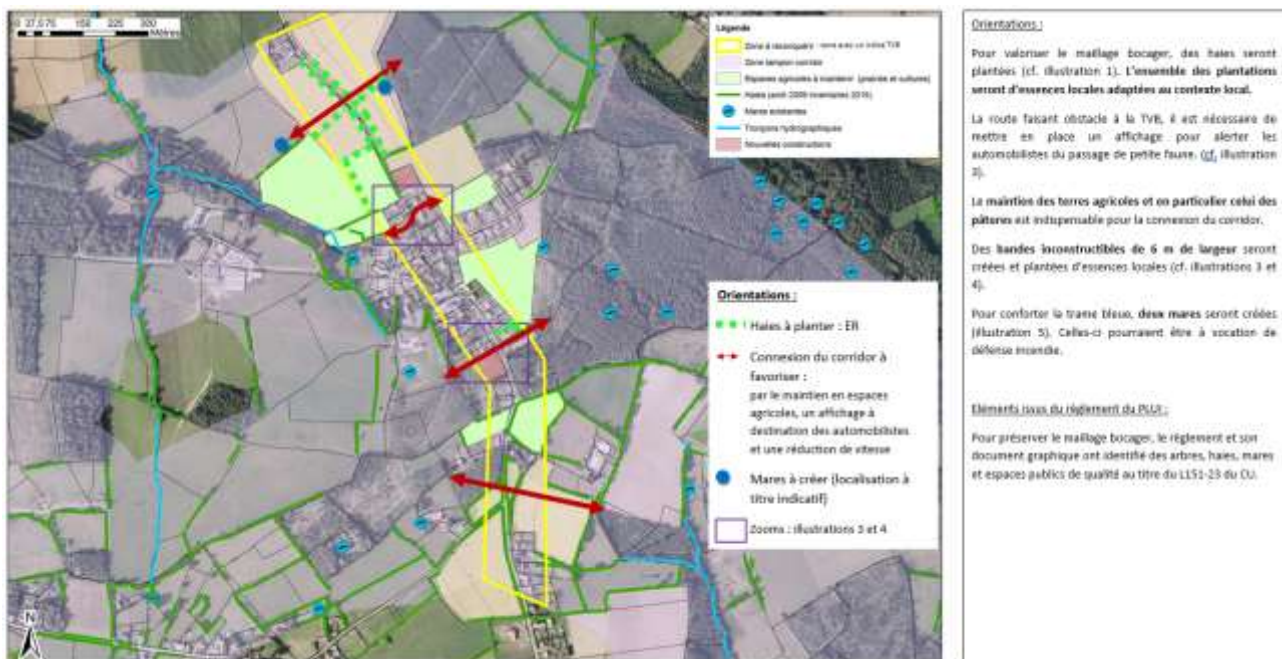 0 37,5 75 150 225 300
Mètres
Légende
Zone à reconquérir : zone avec un indice TVB
Zone tampon corridor
Espaces agricoles à maintenir (prairie et cultures)
Haies
Mares existantes
Tronçons hydrographiques
Nouvelles constructions
Orientations :
Haies à planter : ER
Connexion du corridor à
favoriser :
par le maintien en espaces
agricoles, un affichage à
destination des automobilistes
et une réduction de vitesse
Mares à créer (localisation à
titre indicatif)
Zooms : illustrations 3 et 4
N
Orientations :
Pour valoriser le maillage bocager, des haies seront
plantées (cf. illustration 1). L'ensemble des plantations
seront d'essences locales adaptées au contexte local.
La route faisant obstacle à la TVB, il est nécessaire de
mettre en place un affichage pour alerter les
automobilistes du passage de petite faune. (cf. illustration
2).
Le maintien des terres agricoles et en particulier celui des
pâtures est indispensable pour la connexion du corridor.
Des bandes inconstructibles de 6 m de largeur seront
créées et plantées d'essences locales (cf. illustrations 3 et
4).
Pour conforter la trame bleue, deux mares seront créées
(illustration 5). Celles-ci pourraient être à vocation de
défense incendie.
Eléments issus du règlement du PLUi :
Pour préserver le maillage bocager, le règlement et son
document graphique ont identifié des arbres, haies, mares
et espaces publics de qualité au titre du L151-23 du CU.